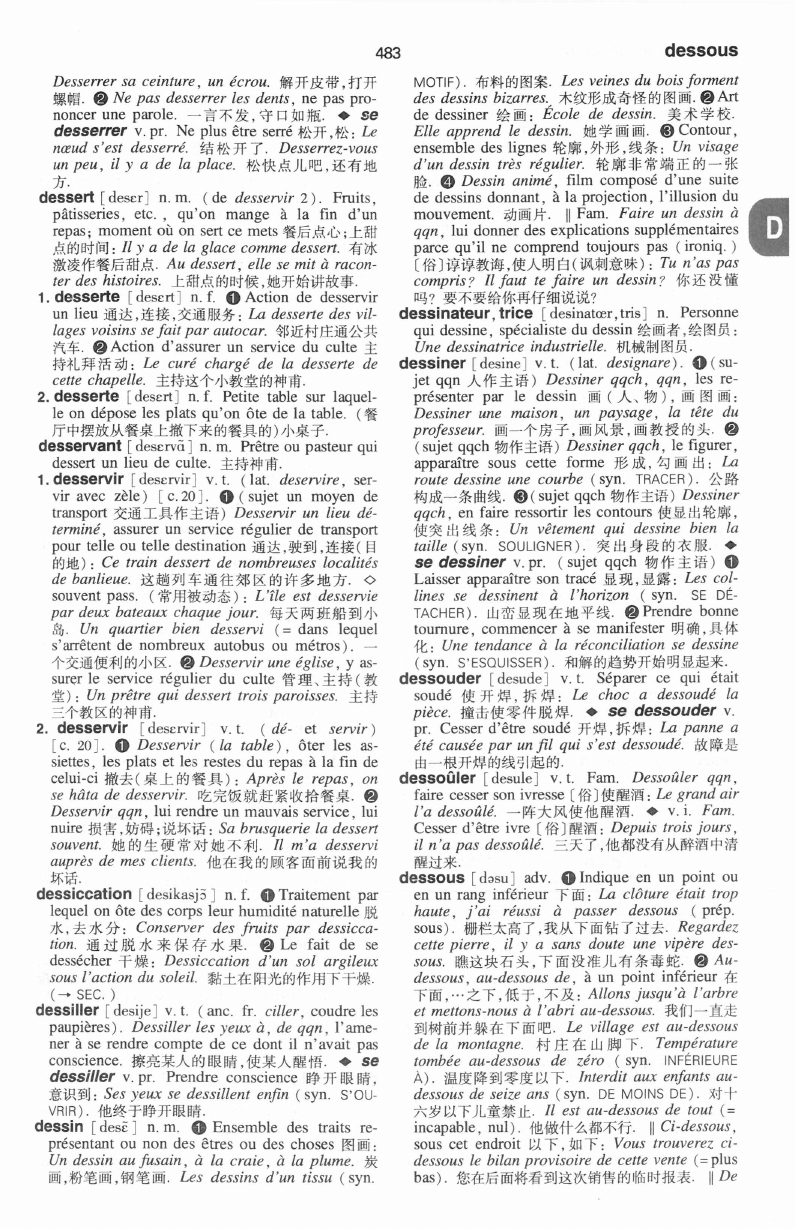 483
dessous
Desserrer sa ceinture, un écrou. 解开皮带,打开
螺帽. ❷ Ne pas desserrer les dents, ne pas pro-
noncer une parole. 一言不发,守口如瓶. ◆ se
desserrer v. pr. Ne plus être serré 松开,松: Le
nœud s'est desserré. 结松开了. Desserrez-vous
un peu, il y a de la place. 松快点儿吧,还有地
方.
dessert [desɛr] n. m. (de desservir 2). Fruits,
pâtisseries, etc., qu'on mange à la fin d'un
repas; moment où on sert ce mets 餐后点心;上甜
点的时间: Il y a de la glace comme dessert. 有冰
激凌作餐后甜点. Au dessert, elle se mit à racon-
ter des histoires. 上甜点的时候,她开始讲故事.
1. desserte [desɛrt] n. f. ❶ Action de desservir
un lieu 通达,连接,交通服务: La desserte des vil-
lages voisins se fait par autocar. 邻近村庄通公共
汽车. ❷ Action d'assurer un service du culte 主
持礼拜活动: Le curé chargé de la desserte de
cette chapelle. 主持这个小教堂的神甫.
2. desserte [desɛrt] n. f. Petite table sur laquel-
le on dépose les plats qu'on ôte de la table. (餐
厅中摆放从餐桌上撤下来的餐具的)小桌子.
desservant [desɛrvɑ̃] n. m. Prêtre ou pasteur qui
dessert un lieu de culte. 主持神甫.
1. desservir [desɛrvir] v. t. (lat. deservire, ser-
vir avec zèle) [c. 20]. ❶ (sujet un moyen de
transport 交通工具作主语) Desservir un lieu dé-
terminé, assurer un service régulier de transport
pour telle ou telle destination 通达,驶到,连接(目
的地): Ce train dessert de nombreuses localités
de banlieue. 这趟列车通往郊区的许多地方. ◇
souvent pass. (常用被动态): L'île est desservie
par deux bateaux chaque jour. 每天两班船到小
岛. Un quartier bien desservi (= dans lequel
s'arrêtent de nombreux autobus ou métros). 一
个交通便利的小区. ❷ Desservir une église, y as-
surer le service régulier du culte 管理、主持(教
堂): Un prêtre qui dessert trois paroisses. 主持
三个教区的神甫.
2. desservir [desɛrvir] v. t. (dé- et servir)
[c. 20]. ❶ Desservir (la table), ôter les as-
siettes, les plats et les restes du repas à la fin de
celui-ci 撤去(桌上的餐具): Après le repas, on
se hâta de desservir. 吃完饭就赶紧收拾餐桌. ❷
Desservir qqn, lui rendre un mauvais service, lui
nuire 损害,妨碍;说坏话: Sa brusquerie la dessert
souvent. 她的生硬常对她不利. Il m'a desservi
auprès de mes clients. 他在我的顾客面前说我的
坏话.
dessiccation [desikasjɔ̃] n. f. ❶ Traitement par
lequel on ôte des corps leur humidité naturelle 脱
水,去水分: Conserver des fruits par dessicca-
tion. 通过脱水来保存水果. ❷ Le fait de se
dessécher 干燥: Dessiccation d'un sol argileux
sous l'action du soleil. 黏土在阳光的作用下干燥.
(→ SEC.)
dessiller [desije] v. t. (anc. fr. ciller, coudre les
paupières). Dessiller les yeux à, de qqn, l'ame-
ner à se rendre compte de ce dont il n'avait pas
conscience. 擦亮某人的眼睛,使某人醒悟. ◆ se
dessiller v. pr. Prendre conscience 睁开眼睛,
意识到: Ses yeux se dessillent enfin (syn. S'OU-
VRIR). 他终于睁开眼睛.
dessin [desɛ̃] n. m. ❶ Ensemble des traits re-
présentant ou non des êtres ou des choses 图画:
Un dessin au fusain, à la craie, à la plume. 炭
画,粉笔画,钢笔画. Les dessins d'un tissu (syn.
MOTIF). 布料的图案. Les veines du bois forment
des dessins bizarres. 木纹形成奇怪的图画. ❷ Art
de dessiner 绘画: École de dessin. 美术学校.
Elle apprend le dessin. 她学画画. ❸ Contour,
ensemble des lignes 轮廓,外形,线条: Un visage
d'un dessin très régulier. 轮廓非常端正的一张
脸. ❹ Dessin animé, film composé d'une suite
de dessins donnant, à la projection, l'illusion du
mouvement. 动画片. ‖ Fam. Faire un dessin à
qqn, lui donner des explications supplémentaires
parce qu'il ne comprend toujours pas (ironiq.)
〔俗〕谆谆教诲,使人明白(讽刺意味): Tu n'as pas
compris? Il faut te faire un dessin? 你还没懂
吗? 要不要给你再仔细说说?
dessinateur, trice [desinatœr, tris] n. Personne
qui dessine, spécialiste du dessin 绘画者,绘图员:
Une dessinatrice industrielle. 机械制图员.
dessiner [desine] v. t. (lat. designare). ❶ (su-
jet qqn 人作主语) Dessiner qqch, qqn, les re-
présenter par le dessin 画(人、物),画图画:
Dessiner une maison, un paysage, la tête du
professeur. 画一个房子,画风景,画教授的头. ❷
(sujet qqch 物作主语) Dessiner qqch, le figurer,
apparaître sous cette forme 形成,勾画出: La
route dessine une courbe (syn. TRACER). 公路
构成一条曲线. ❸ (sujet qqch 物作主语) Dessiner
qqch, en faire ressortir les contours 使显出轮廓,
使突出线条: Un vêtement qui dessine bien la
taille (syn. SOULIGNER). 突出身段的衣服. ◆
se dessiner v. pr. (sujet qqch 物作主语) ❶
Laisser apparaître son tracé 显现,显露: Les col-
lines se dessinent à l'horizon (syn. SE DÉ-
TACHER). 山峦显现在地平线. ❷ Prendre bonne
tournure, commencer à se manifester 明确,具体
化: Une tendance à la réconciliation se dessine
(syn. S'ESQUISSER). 和解的趋势开始明显起来.
dessouder [desude] v. t. Séparer ce qui était
soudé 使开焊,拆焊: Le choc a dessoudé la
pièce. 撞击使零件脱焊. ◆ se dessouder v.
pr. Cesser d'être soudé 开焊,拆焊: La panne a
été causée par un fil qui s'est dessoudé. 故障是
由一根开焊的线引起的.
dessoûler [desule] v. t. Fam. Dessoûler qqn,
faire cesser son ivresse〔俗〕使醒酒: Le grand air
l'a dessoûlé. 一阵大风使他醒酒. ◆ v. i. Fam.
Cesser d'être ivre〔俗〕醒酒: Depuis trois jours,
il n'a pas dessoûlé. 三天了,他都没有从醉酒中清
醒过来.
dessous [dəsu] adv. ❶ Indique en un point ou
en un rang inférieur 下面: La clôture était trop
haute, j'ai réussi à passer dessous (prép.
sous). 栅栏太高了,我从下面钻了过去. Regardez
cette pierre, il y a sans doute une vipère des-
sous. 瞧这块石头,下面没准儿有条毒蛇. ❷ Au-
dessous, au-dessous de, à un point inférieur 在
下面,…之下,低于,不及: Allons jusqu'à l'arbre
et mettons-nous à l'abri au-dessous. 我们一直走
到树前并躲在下面吧. Le village est au-dessous
de la montagne. 村庄在山脚下. Température
tombée au-dessous de zéro (syn. INFÉRIEURE
À). 温度降到零度以下. Interdit aux enfants au-
dessous de seize ans (syn. DE MOINS DE). 对十
六岁以下儿童禁止. Il est au-dessous de tout (=
incapable, nul). 他做什么都不行. ‖ Ci-dessous,
sous cet endroit 以下,如下: Vous trouverez ci-
dessous le bilan provisoire de cette vente (= plus
bas). 您在后面将看到这次销售的临时报表. ‖ De
D